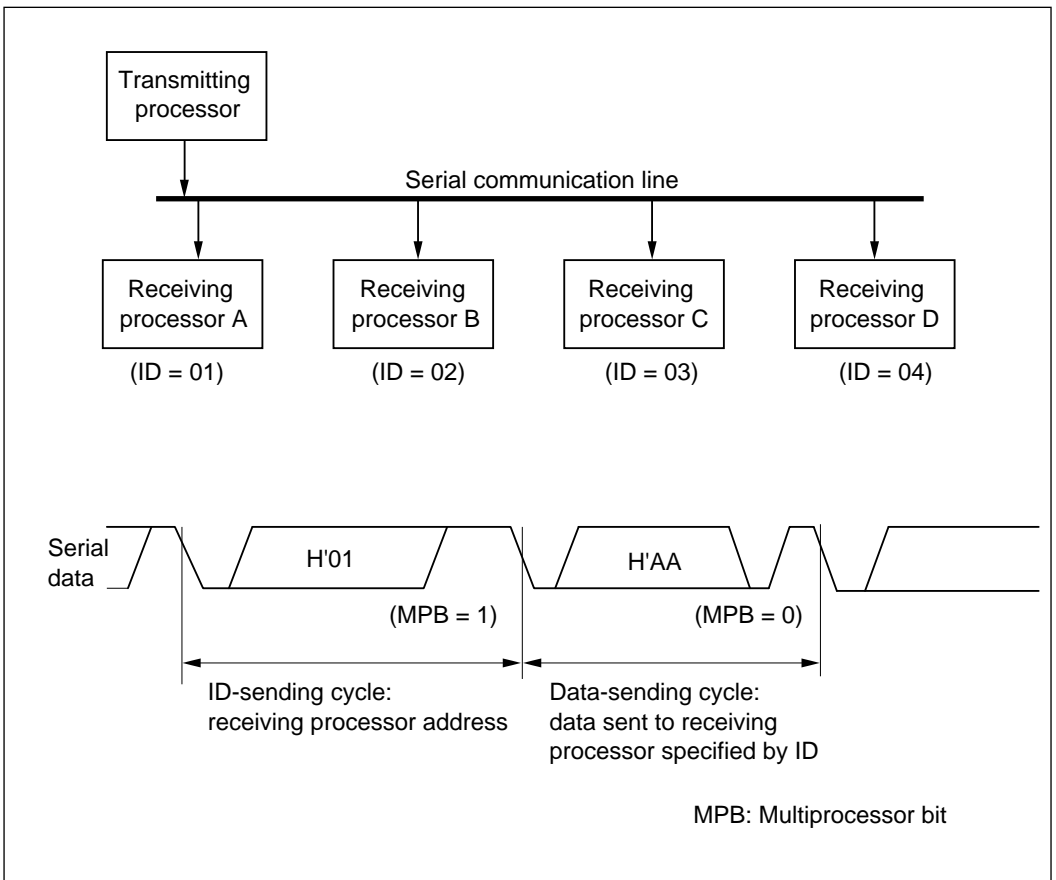 Transmitting
processor
Serial communication line
Receiving
processor A
Receiving
processor B
Receiving
processor C
Receiving
processor D
(ID = 01)
(ID = 02)
(ID = 03)
(ID = 04)
Serial
data
H'01
H'AA
(MPB = 1)
(MPB = 0)
ID-sending cycle:
receiving processor address
Data-sending cycle:
data sent to receiving
processor specified by ID
MPB: Multiprocessor bit